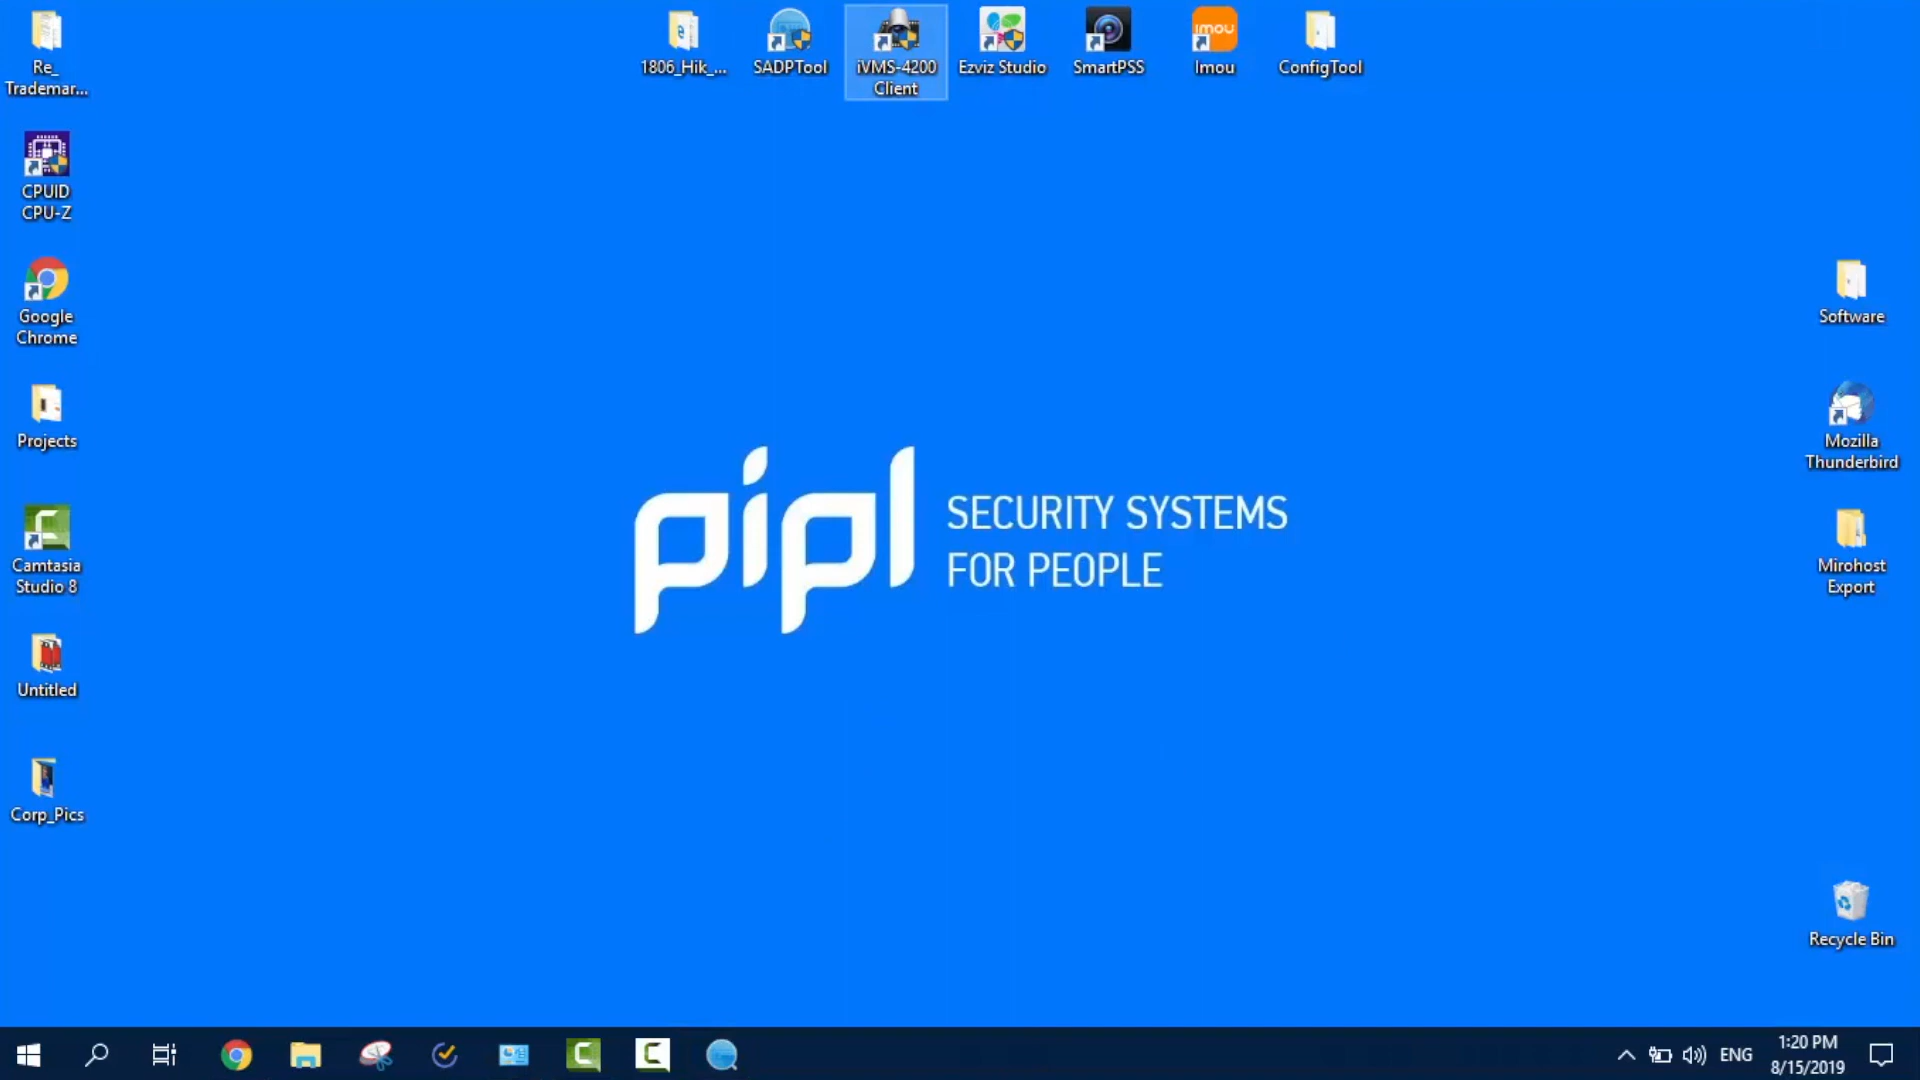 Re_
Trademar...
1806_Hik_...
SADPTool
iVMS-4200
Client
Ezviz Studio
SmartPSS
imou
Imou
ConfigTool
CPUID
CPU-Z
Google
Chrome
Projects
Camtasia
Studio 8
Untitled
Corp_Pics
pipl
SECURITY SYSTEMS
FOR PEOPLE
Software
Mozilla
Thunderbird
Mirohost
Export
Recycle Bin
ENG
1:20 PM
8/15/2019